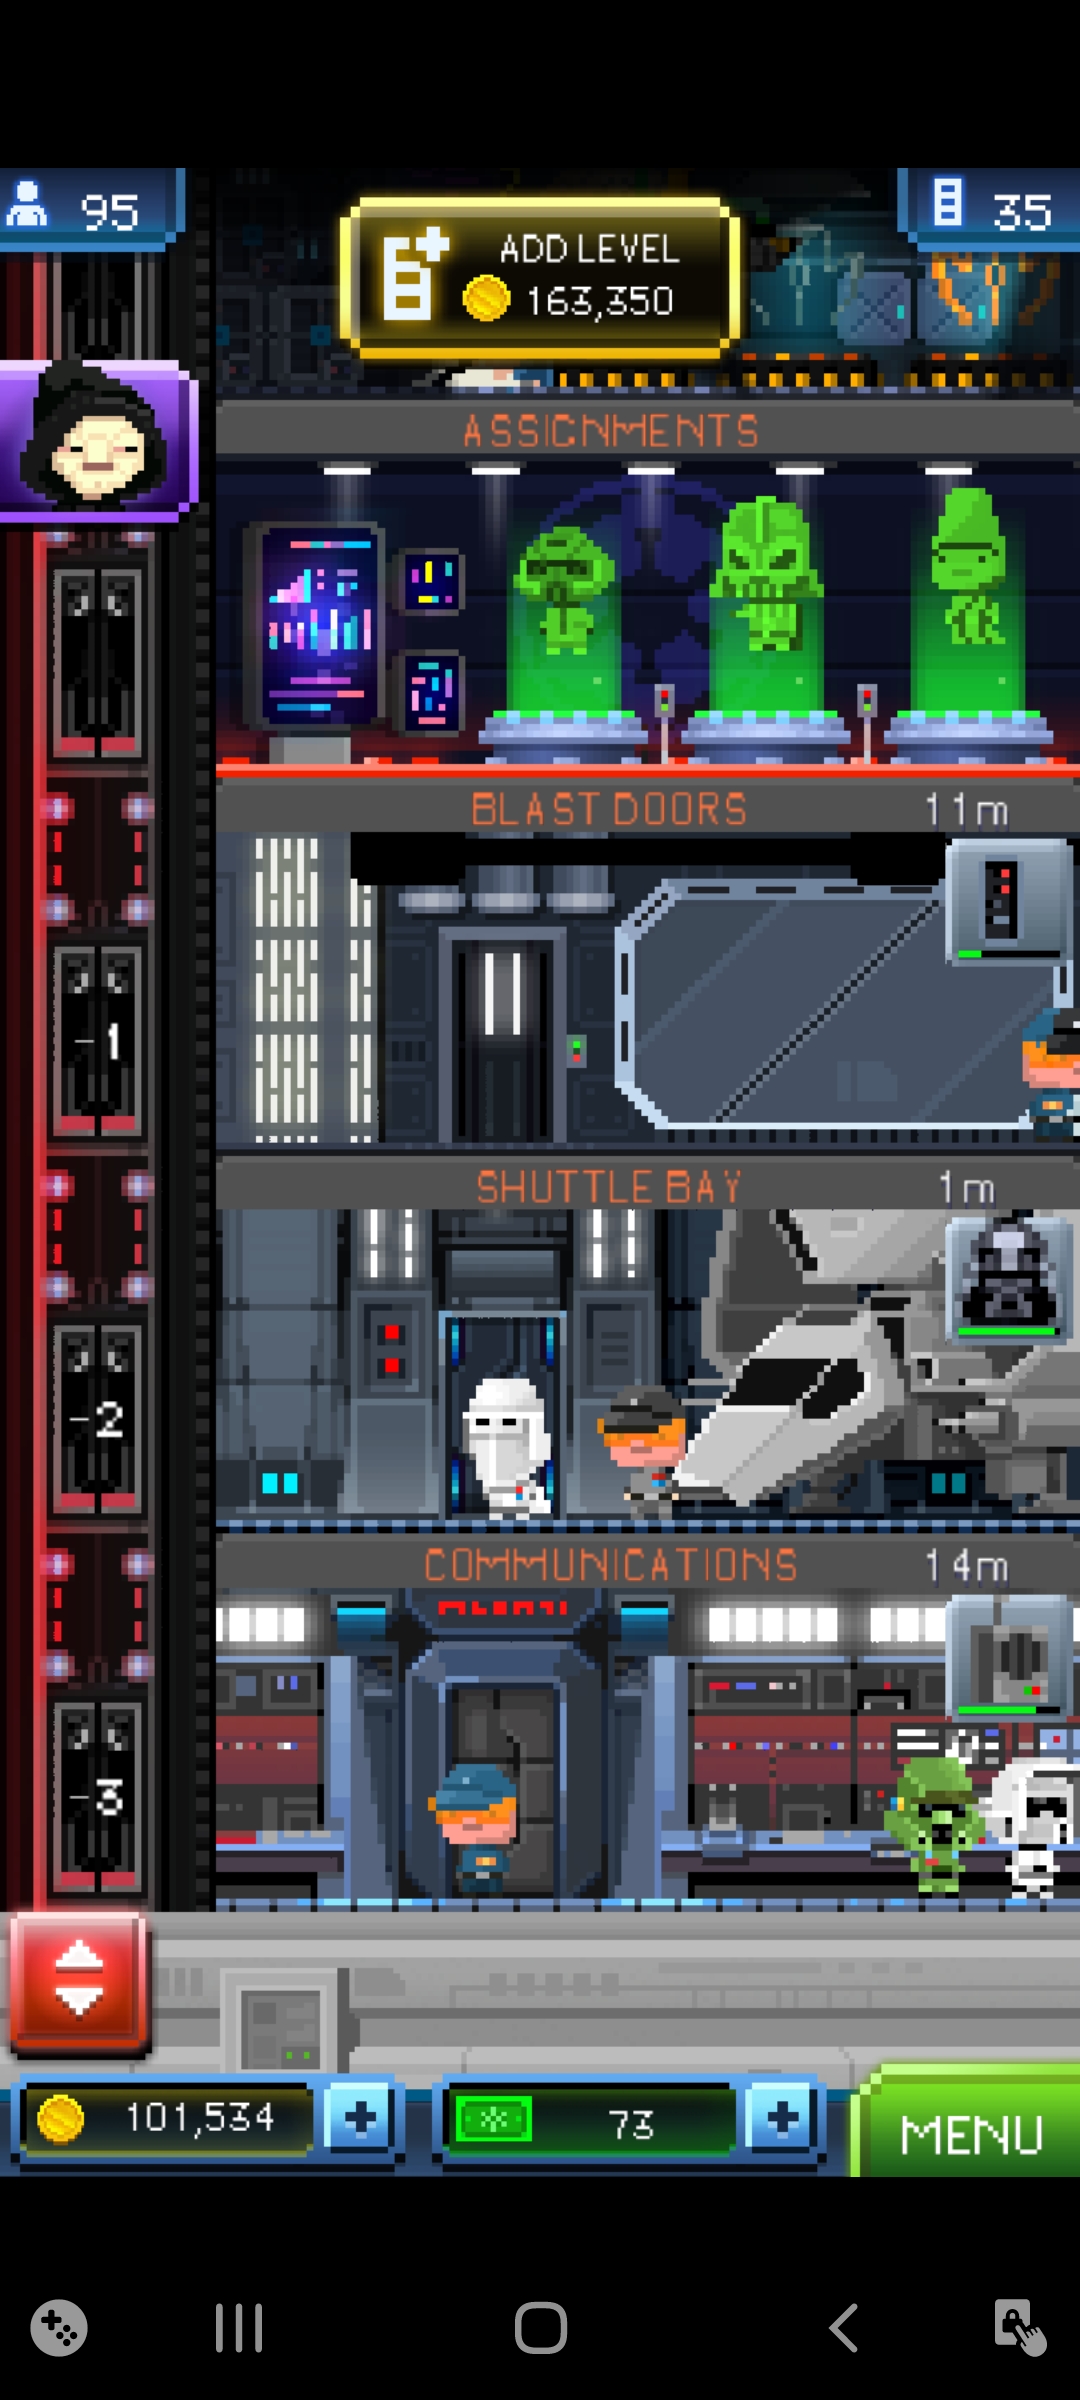 95
ADD LEVEL
163,350
35
ASSIGNMENTS
BLAST DOORS 11m
-1
SHUTTLE BAY 1m
-2
COMMUNICATIONS 14m
-3
101,534
73
MENU